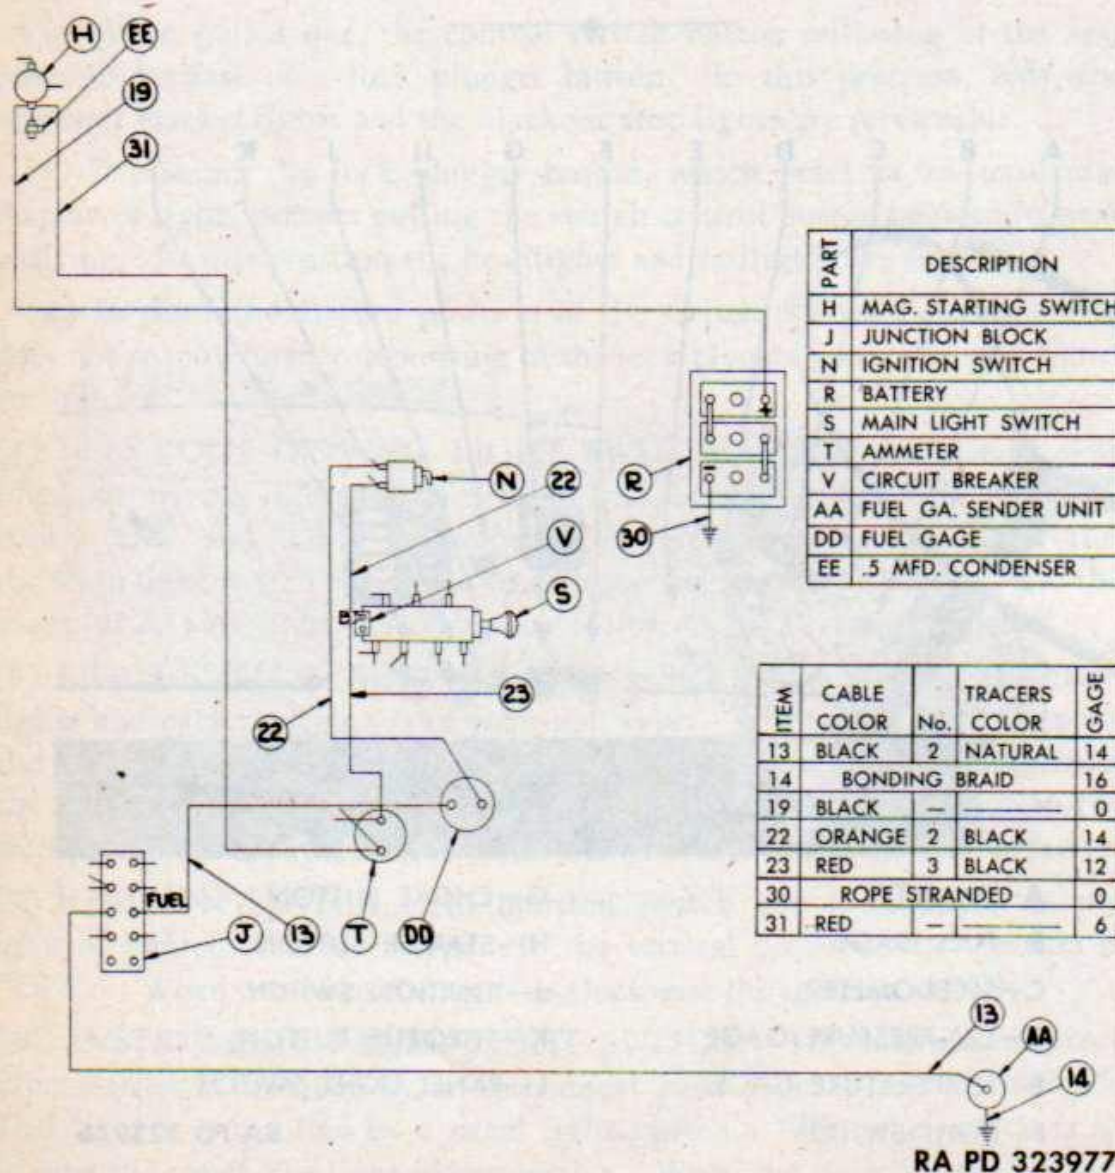 H EE
19
31
PART DESCRIPTION
H MAG. STARTING SWITCH
J JUNCTION BLOCK
N IGNITION SWITCH
R BATTERY
S MAIN LIGHT SWITCH
T AMMETER
V CIRCUIT BREAKER
AA FUEL GA. SENDER UNIT
DD FUEL GAGE
EE .5 MFD. CONDENSER
+
N 22 R
–
V 30
B S
23
22
ITEM CABLE COLOR No. TRACERS COLOR GAGE
13 BLACK 2 NATURAL 14
14 BONDING BRAID 16
19 BLACK — — 0
22 ORANGE 2 BLACK 14
23 RED 3 BLACK 12
30 ROPE STRANDED 0
31 RED — — 6
FUEL
J 13 T DD
13 AA
14
RA PD 323977